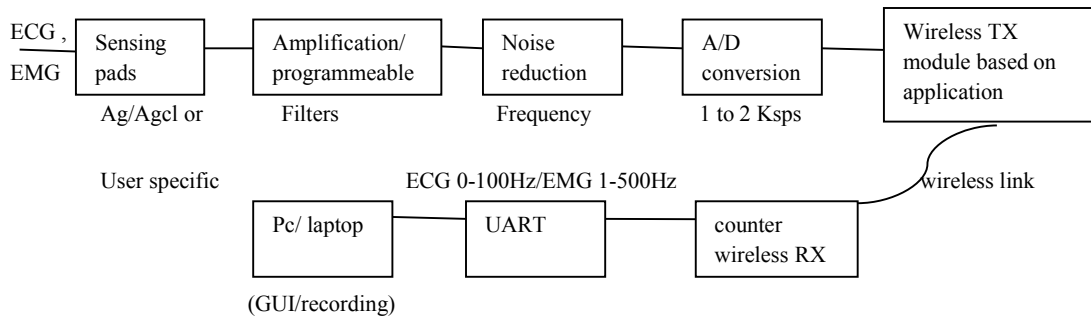 ECG ,
EMG
Sensing
pads
Amplification/
programmeable
Noise
reduction
A/D
conversion
Wireless TX
module based on
application
Ag/Agcl or
Filters
Frequency
1 to 2 Ksps
User specific
ECG 0-100Hz/EMG 1-500Hz
wireless link
Pc/ laptop
UART
counter
wireless RX
(GUI/recording)